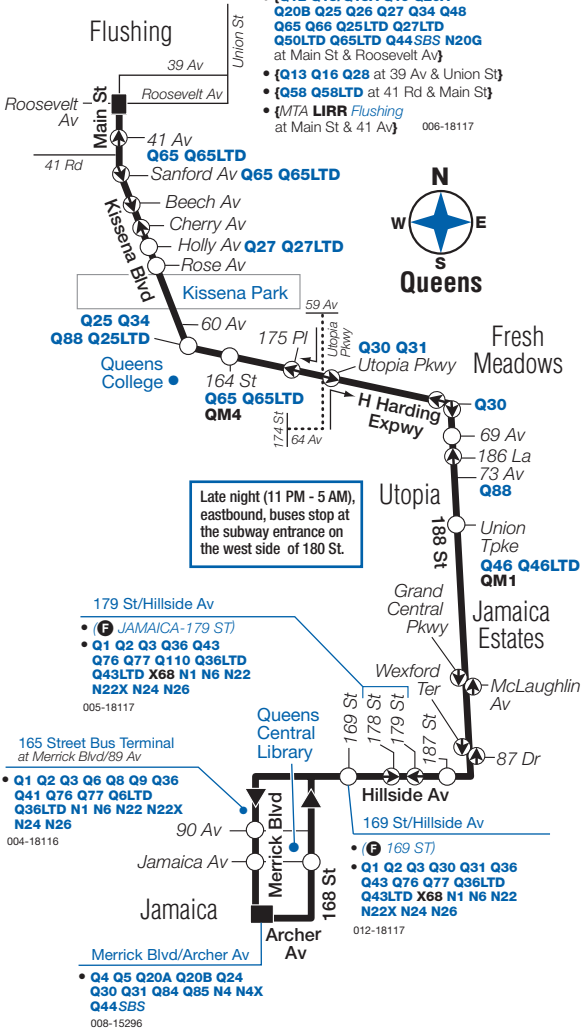 Q20B Q25 Q26 Q27 Q34 Q48
Q65 Q66 Q25LTD Q27LTD
Q50LTD Q65LTD Q44SBS N20G
at Main St & Roosevelt Av}
• {Q13 Q16 Q28 at 39 Av & Union St}
• {Q58 Q58LTD at 41 Rd & Main St}
• {MTA LIRR Flushing
at Main St & 41 Av}
006-18117
Flushing
Union St
39 Av
Roosevelt Av
Roosevelt
Av
Main St
41 Av
Q65 Q65LTD
41 Rd
Sanford Av Q65 Q65LTD
Beech Av
Cherry Av
Holly Av Q27 Q27LTD
Rose Av
Kissena Blvd
Kissena Park
N
W E
S
Queens
Q25 Q34
Q88 Q25LTD
60 Av
Queens
College
164 St
Q65 Q65LTD
QM4
175 Pl
59 Av
Utopia
Pkwy
174 St
64 Av
Q30 Q31
Utopia Pkwy
H Harding
Expwy
Fresh
Meadows
Q30
69 Av
186 La
73 Av
Q88
Utopia
188 St
Union
Tpke
Q46 Q46LTD
QM1
Late night (11 PM - 5 AM),
eastbound, buses stop at
the subway entrance on
the west side of 180 St.
Grand
Central
Pkwy
Jamaica
Estates
McLaughlin
Av
Wexford
Ter
87 Dr
179 St/Hillside Av
• (F JAMAICA-179 ST)
• Q1 Q2 Q3 Q36 Q43
Q76 Q77 Q110 Q36LTD
Q43LTD X68 N1 N6 N22
N22X N24 N26
005-18117
169 St
178 St
179 St
187 St
Hillside Av
Queens
Central
Library
165 Street Bus Terminal
at Merrick Blvd/89 Av
• Q1 Q2 Q3 Q6 Q8 Q9 Q36
Q41 Q76 Q77 Q6LTD
Q36LTD N1 N6 N22 N22X
N24 N26
004-18116
169 St/Hillside Av
• (F 169 ST)
• Q1 Q2 Q3 Q30 Q31 Q36
Q43 Q76 Q77 Q36LTD
Q43LTD X68 N1 N6 N22
N22X N24 N26
012-18117
90 Av
Jamaica Av
Merrick Blvd
168 St
Jamaica
Archer
Av
Merrick Blvd/Archer Av
• Q4 Q5 Q20A Q20B Q24
Q30 Q31 Q84 Q85 N4 N4X
Q44SBS
008-15296